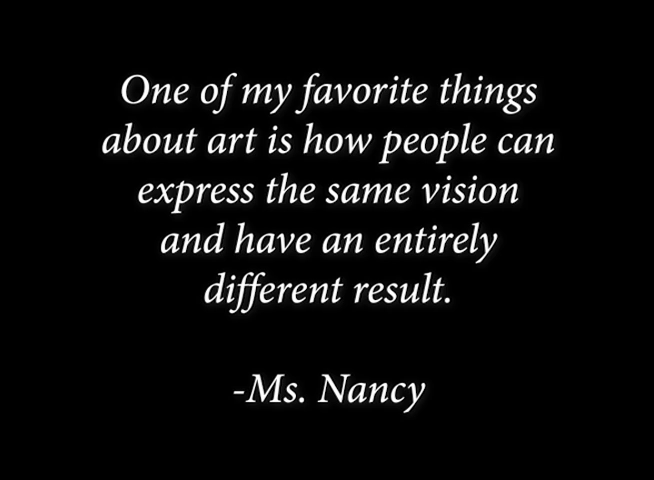 One of my favorite things
about art is how people can
express the same vision
and have an entirely
different result.
-Ms. Nancy